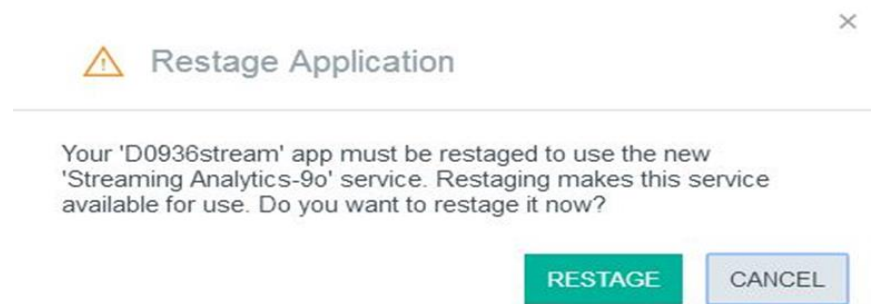 ×
Restage Application
Your 'D0936stream' app must be restaged to use the new
'Streaming Analytics-9o' service. Restaging makes this service
available for use. Do you want to restage it now?
RESTAGE CANCEL